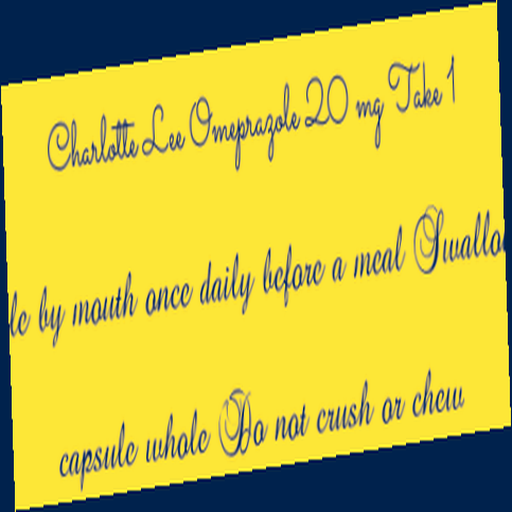 Charlotte Lee Omeprazole 20 mg Take 1
by mouth once daily before a meal
capsule whole Do not crush or chew